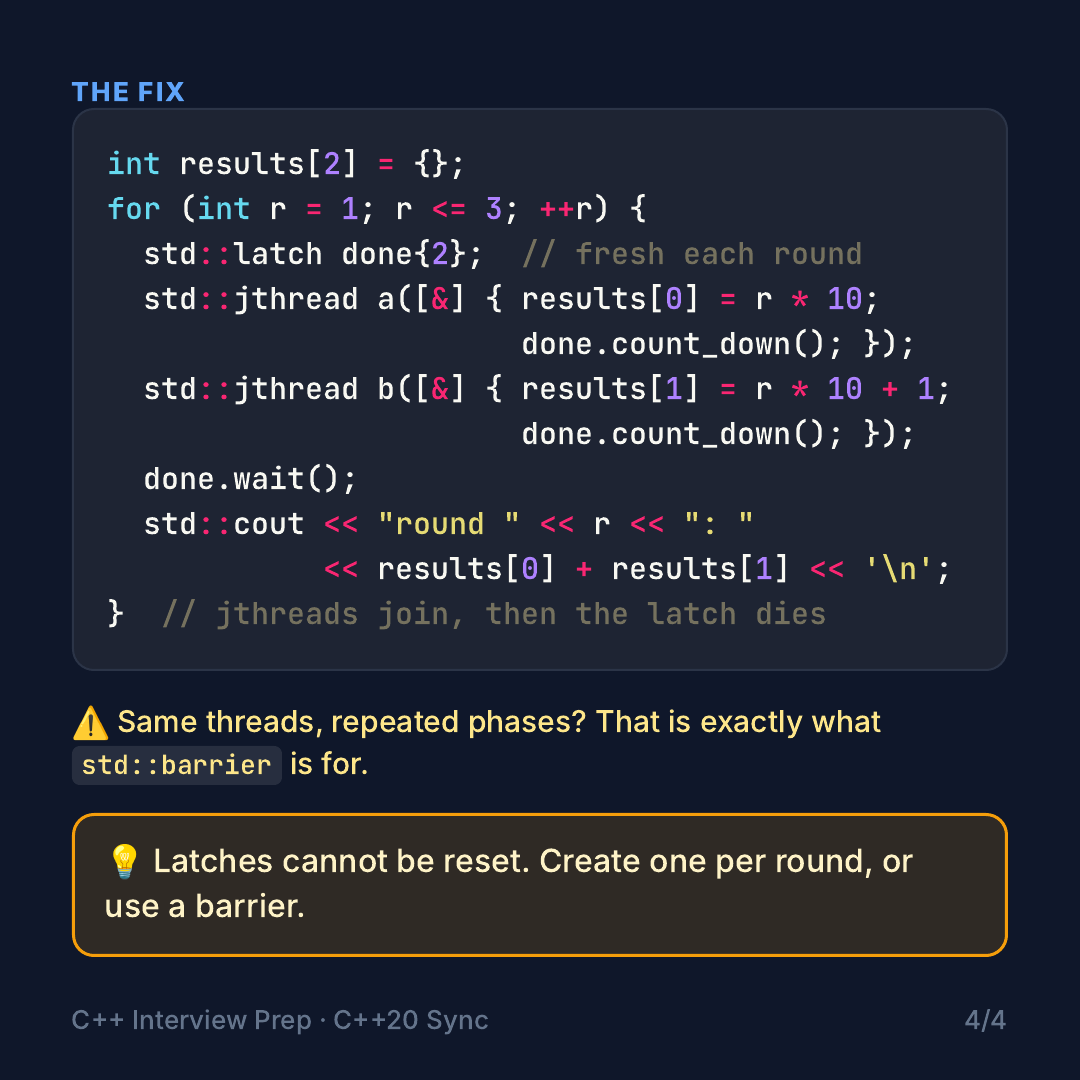 THE FIX
int results[2] = {};
for (int r = 1; r <= 3; ++r) {
  std::latch done{2};  // fresh each round
  std::jthread a([&] { results[0] = r * 10;
                       done.count_down(); });
  std::jthread b([&] { results[1] = r * 10 + 1;
                       done.count_down(); });
  done.wait();
  std::cout << "round " << r << ": "
            << results[0] + results[1] << '\n';
}  // jthreads join, then the latch dies
⚠️ Same threads, repeated phases? That is exactly what
std::barrier is for.
💡 Latches cannot be reset. Create one per round, or
use a barrier.
C++ Interview Prep · C++20 Sync
4/4